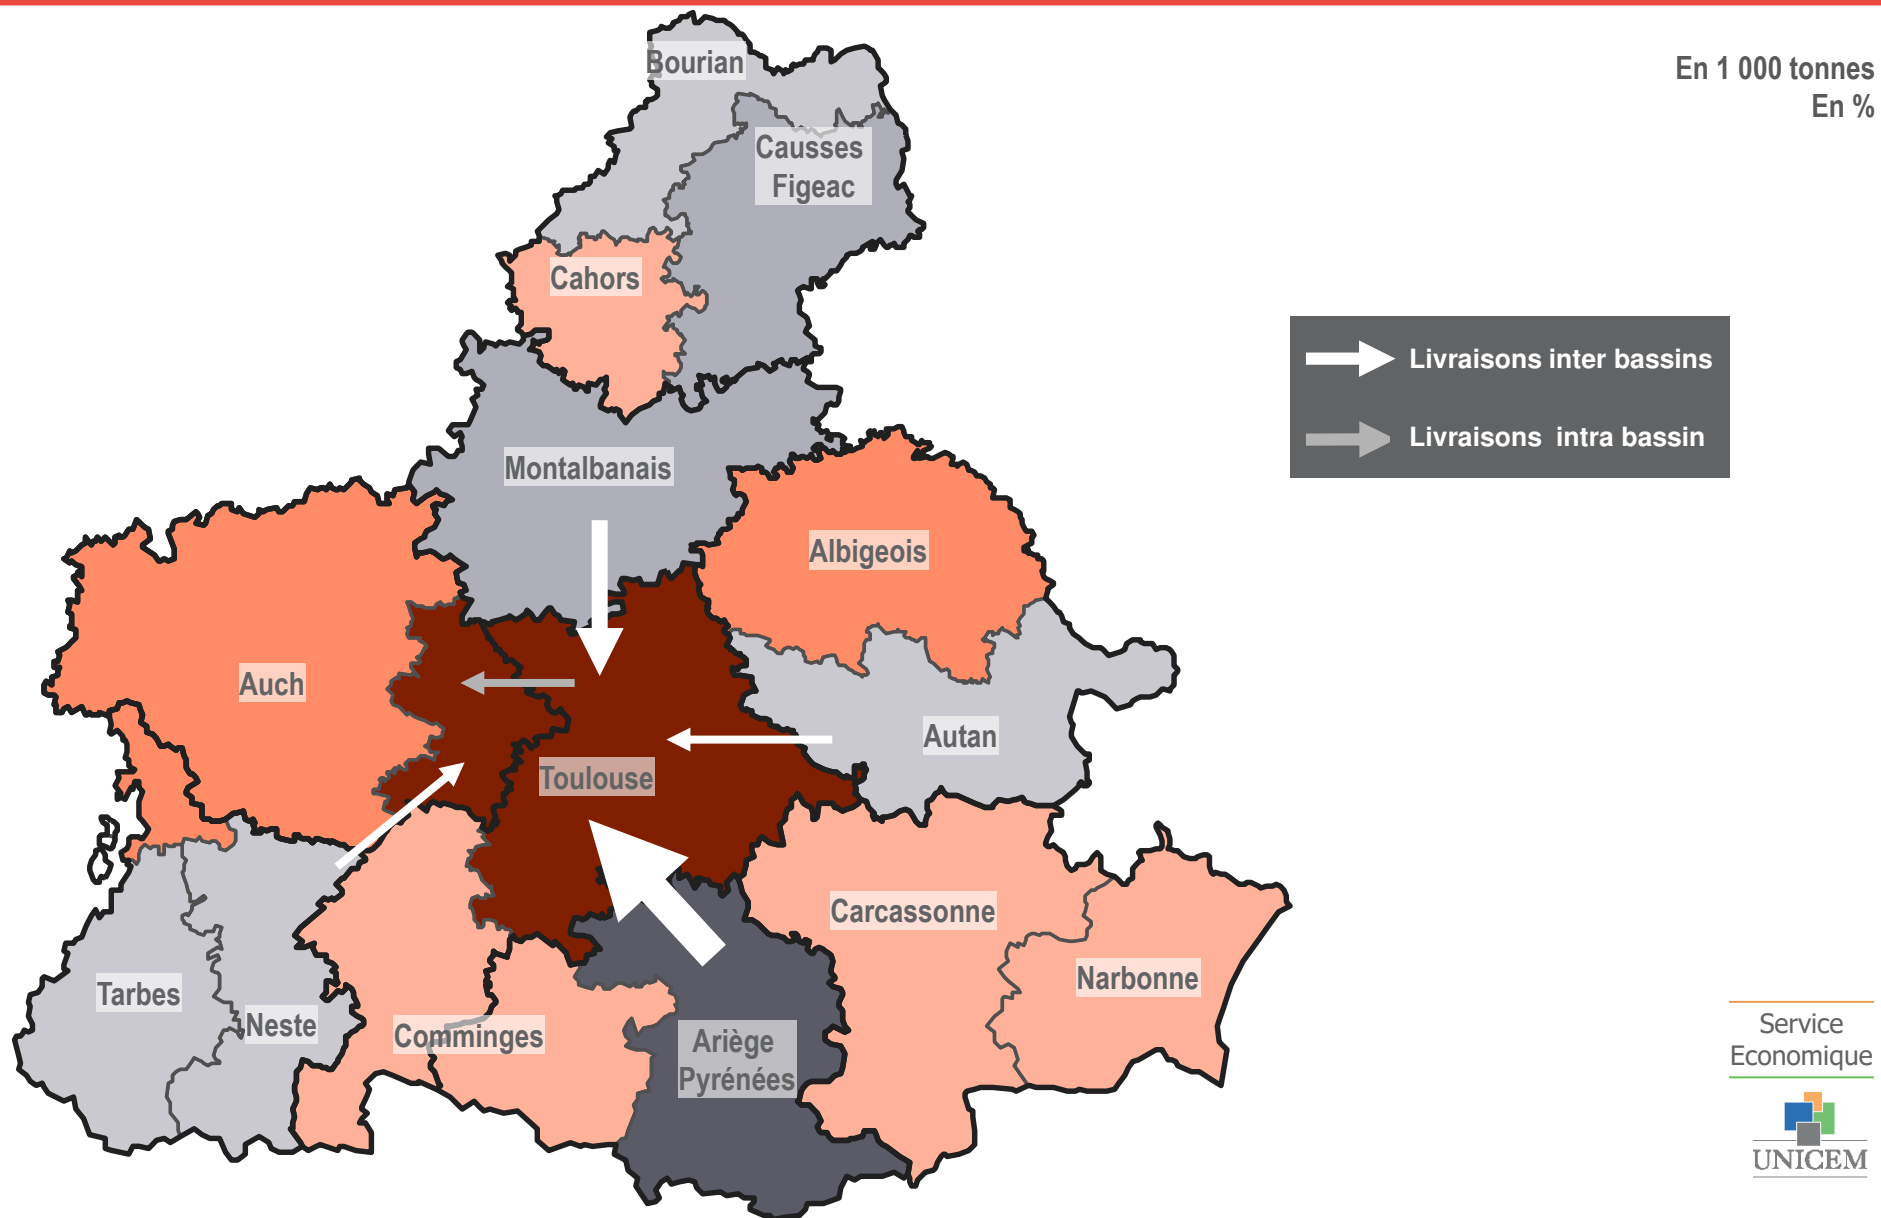 Bourian
En 1 000 tonnes
En %
Causses
Figeac
Cahors
Livraisons inter bassins
Livraisons intra bassin
Montalbanais
Albigeois
Auch
Autan
Toulouse
Carcassonne
Narbonne
Tarbes
Neste
Comminges
Ariège
Pyrénées
Service
Economique
UNICEM